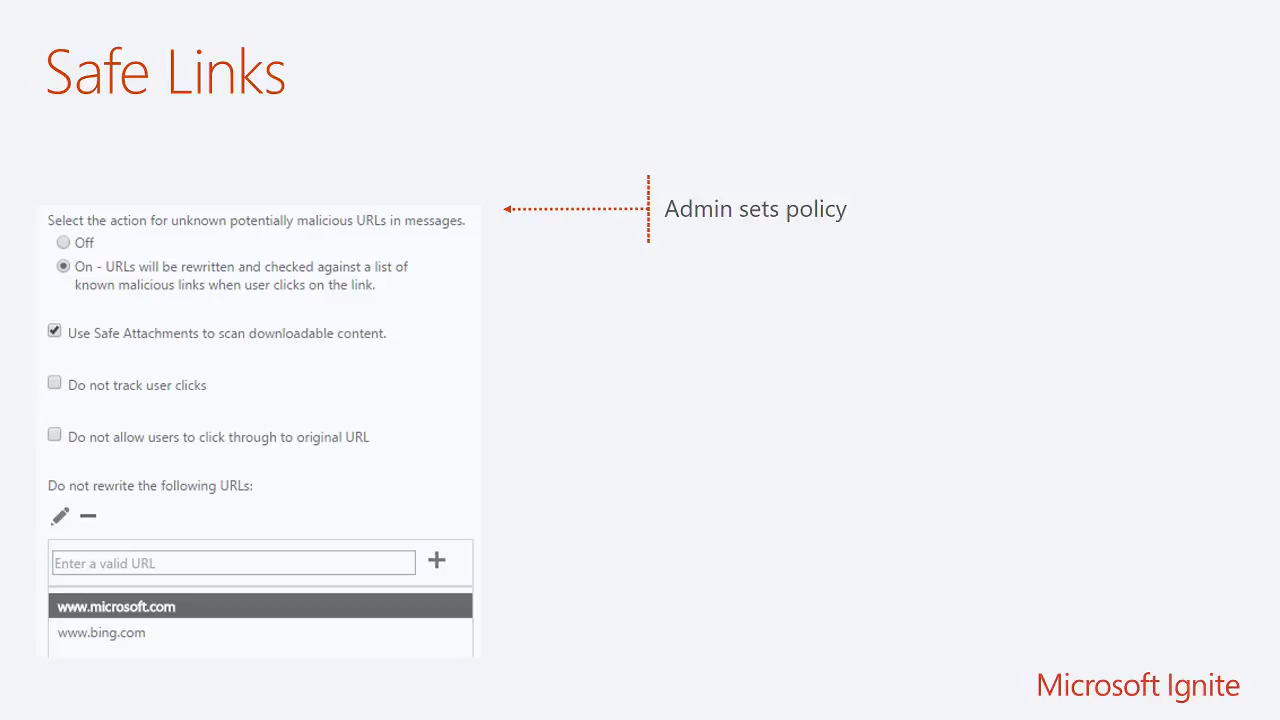 Safe Links
Admin sets policy
Select the action for unknown potentially malicious URLs in messages.
Off
On - URLs will be rewritten and checked against a list of
known malicious links when user clicks on the link.
Use Safe Attachments to scan downloadable content.
Do not track user clicks
Do not allow users to click through to original URL
Do not rewrite the following URLs:
Enter a valid URL
www.microsoft.com
www.bing.com
Microsoft Ignite